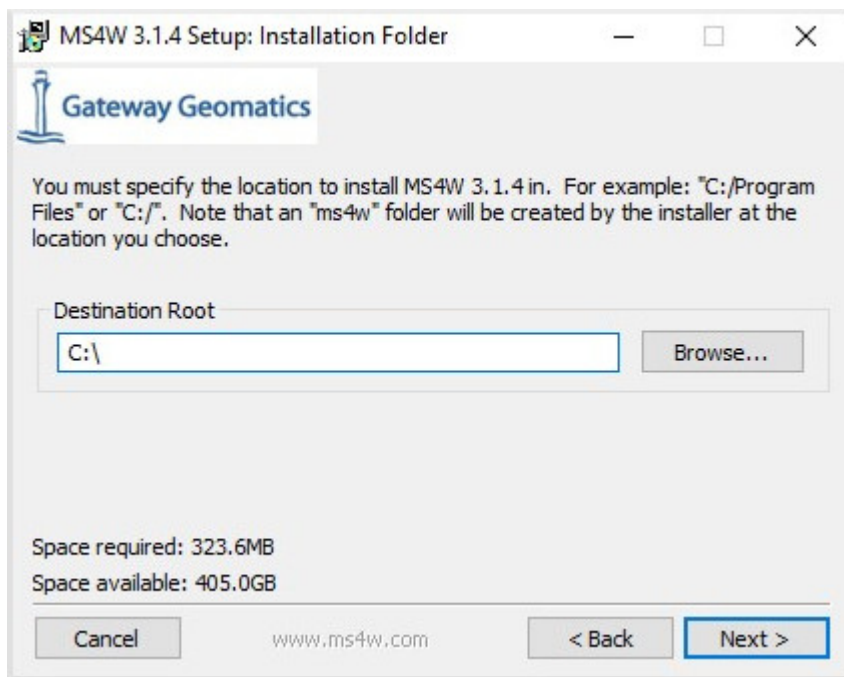 MS4W 3.1.4 Setup: Installation Folder
Gateway Geomatics
You must specify the location to install MS4W 3.1.4 in. For example: "C:/Program
Files" or "C:/". Note that an "ms4w" folder will be created by the installer at the
location you choose.
Destination Root
C:\
Browse...
Space required: 323.6MB
Space available: 405.0GB
Cancel
www.ms4w.com
< Back
Next >